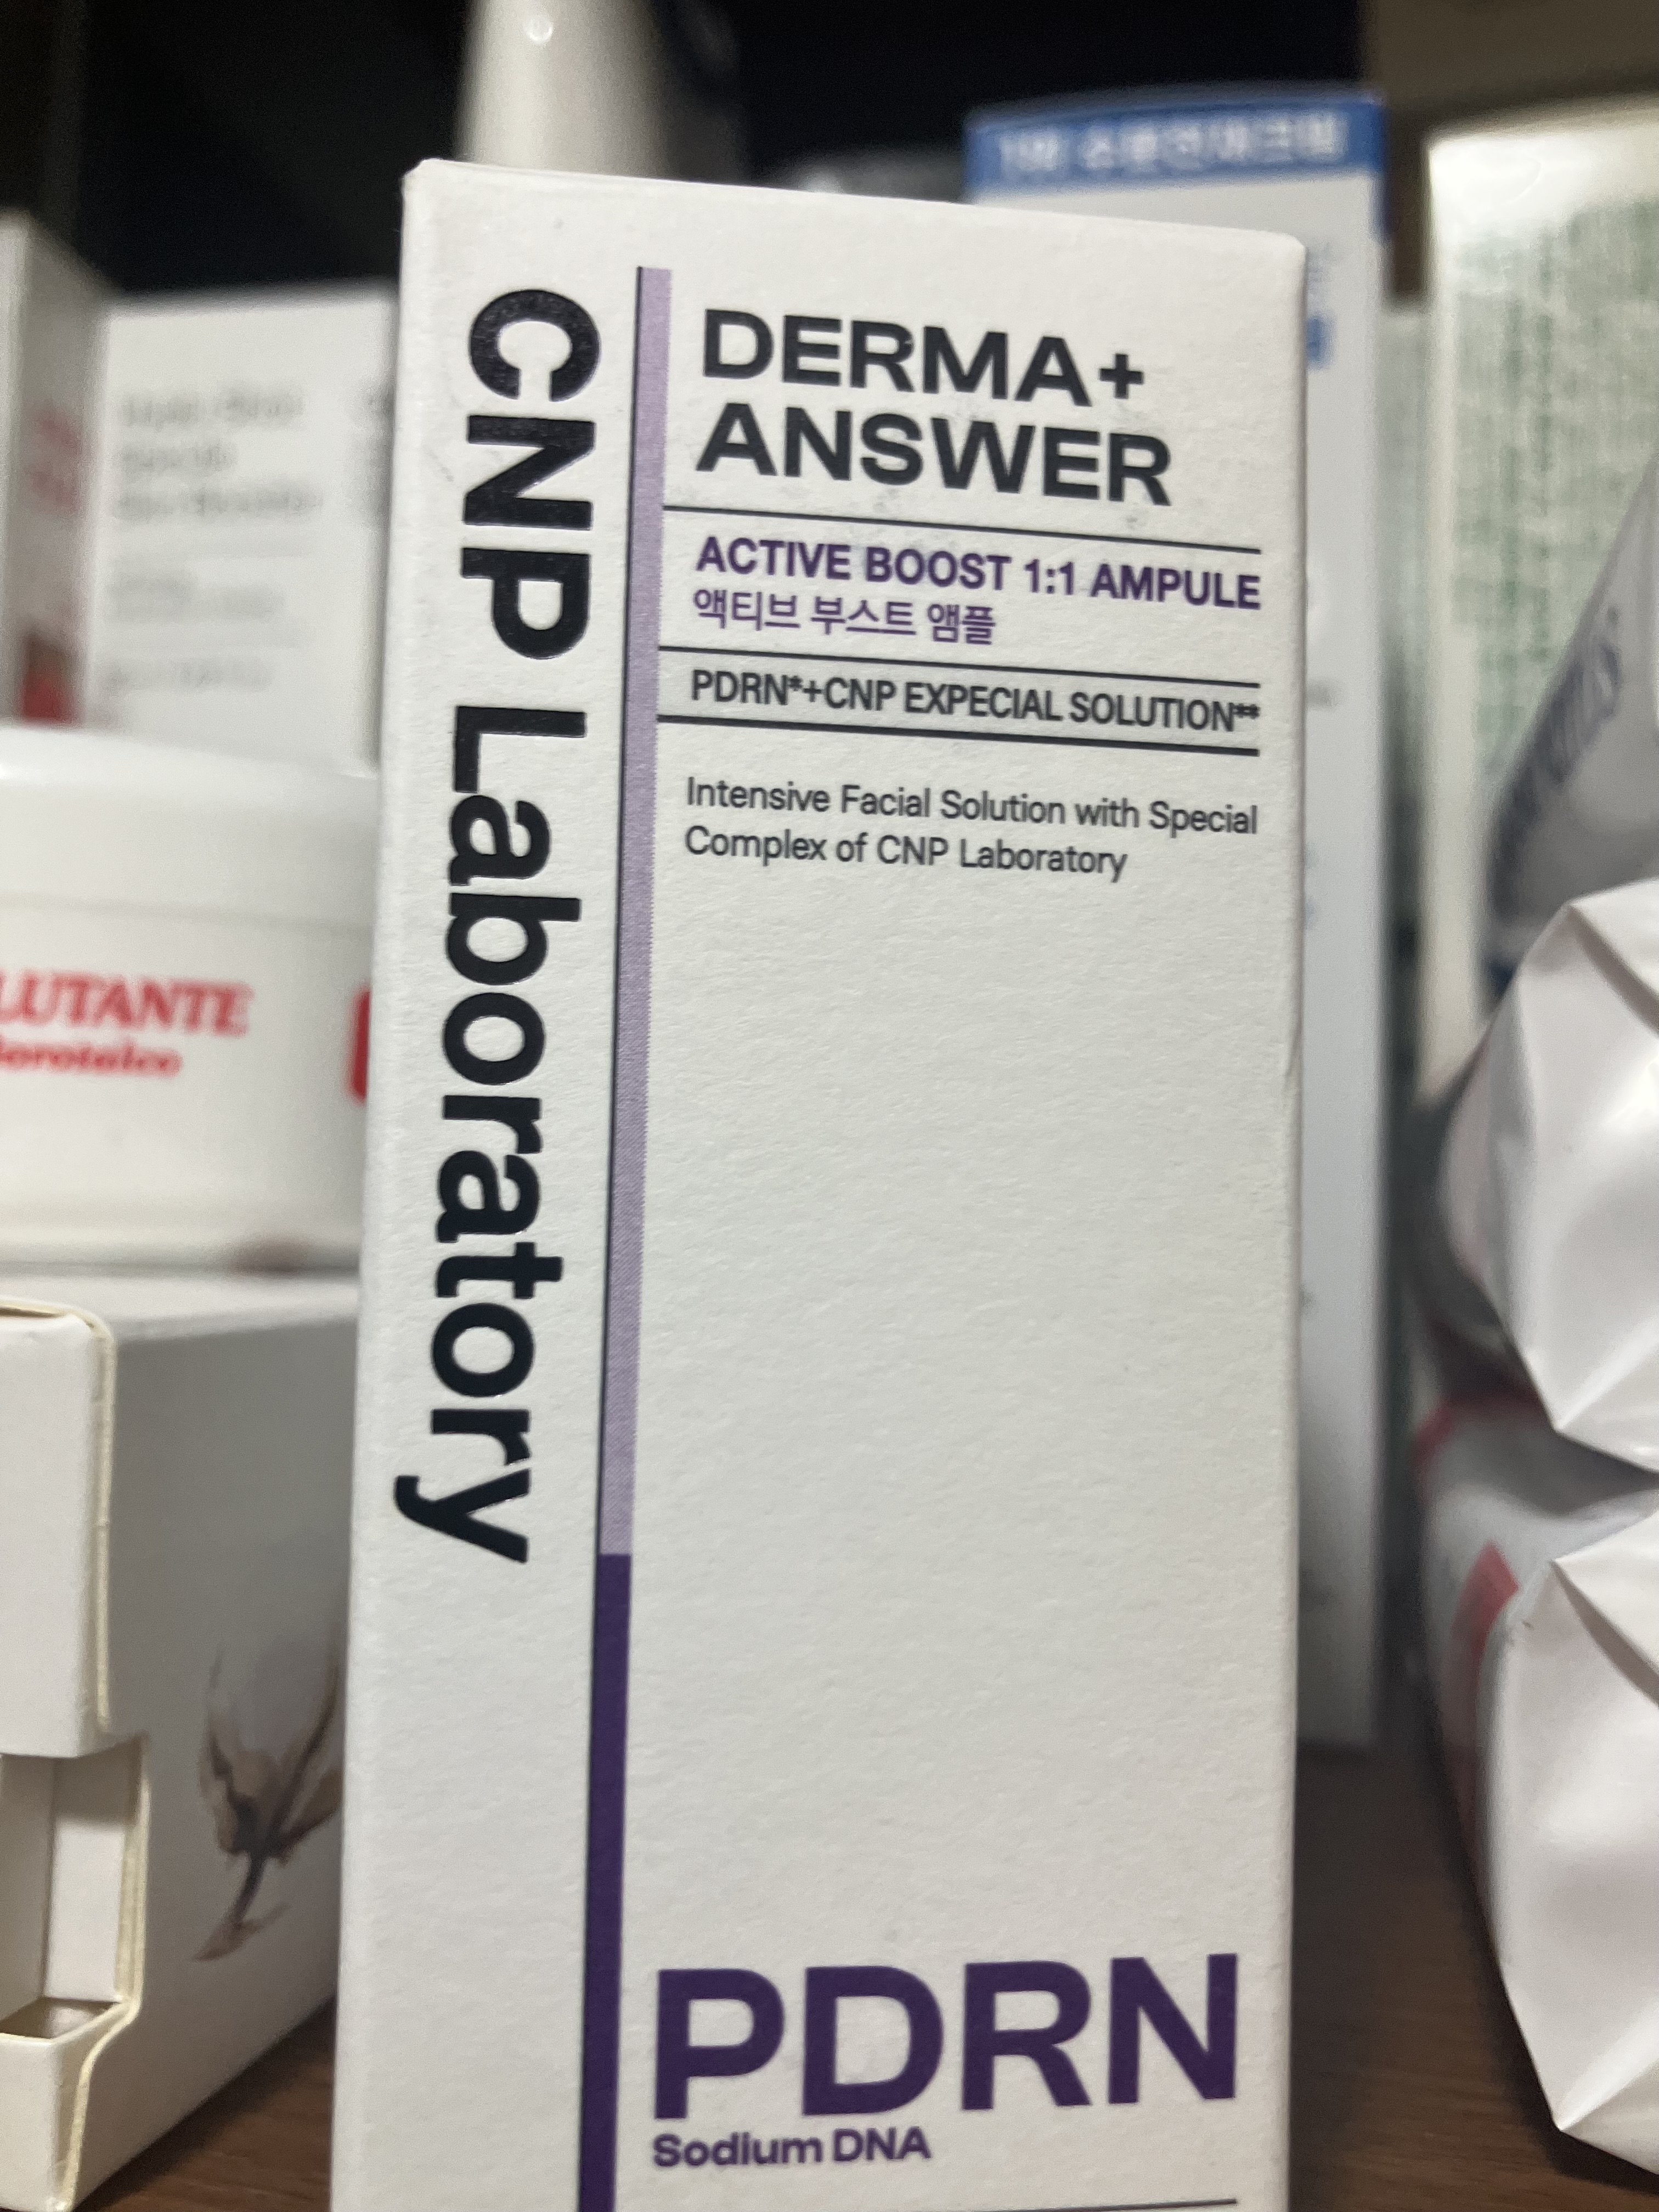 CNP Laboratory
DERMA+
ANSWER
ACTIVE BOOST 1:1 AMPULE
액티브 부스트 앰플
PDRN*+CNP EXPECIAL SOLUTION**
Intensive Facial Solution with Special
Complex of CNP Laboratory
PDRN
Sodium DNA
LUTANTE